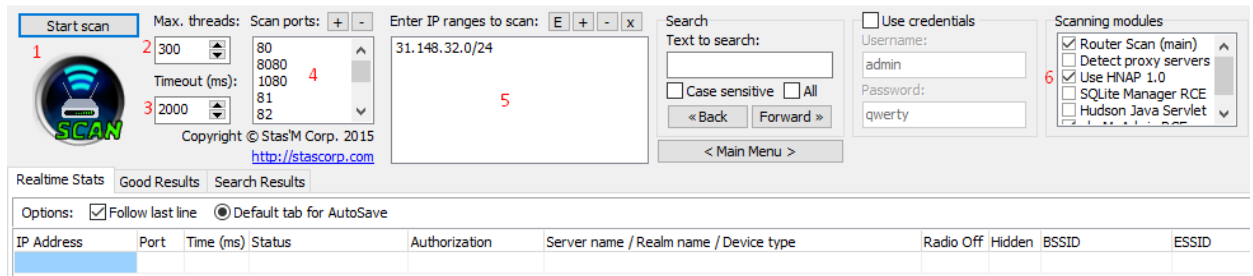 Start scan
1
SCAN
Max. threads:
2 300
Timeout (ms):
3 2000
Scan ports: + -
80
8080
1080
81
82
4
Copyright © Stas'M Corp. 2015
http://stascorp.com
Enter IP ranges to scan: E + - x
31.148.32.0/24
5
Search
Text to search:
Case sensitive All
« Back Forward »
< Main Menu >
Use credentials
Username:
admin
Password:
qwerty
Scanning modules
Router Scan (main)
Detect proxy servers
6 Use HNAP 1.0
SQLite Manager RCE
Hudson Java Servlet
Realtime Stats Good Results Search Results
Options: Follow last line Default tab for AutoSave
IP Address Port Time (ms) Status Authorization Server name / Realm name / Device type Radio Off Hidden BSSID ESSID